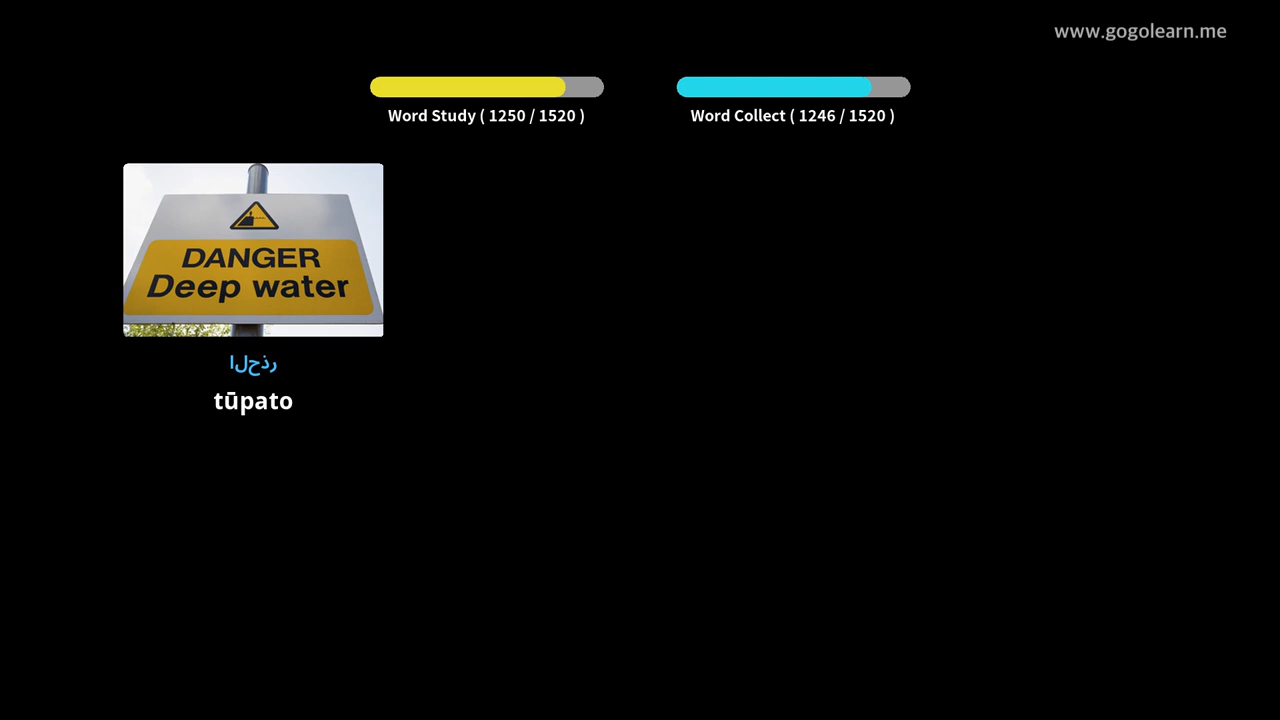 www.gogolearn.me
Word Study ( 1250 / 1520 )
Word Collect ( 1246 / 1520 )
DANGER
Deep water
الحذر
tūpato